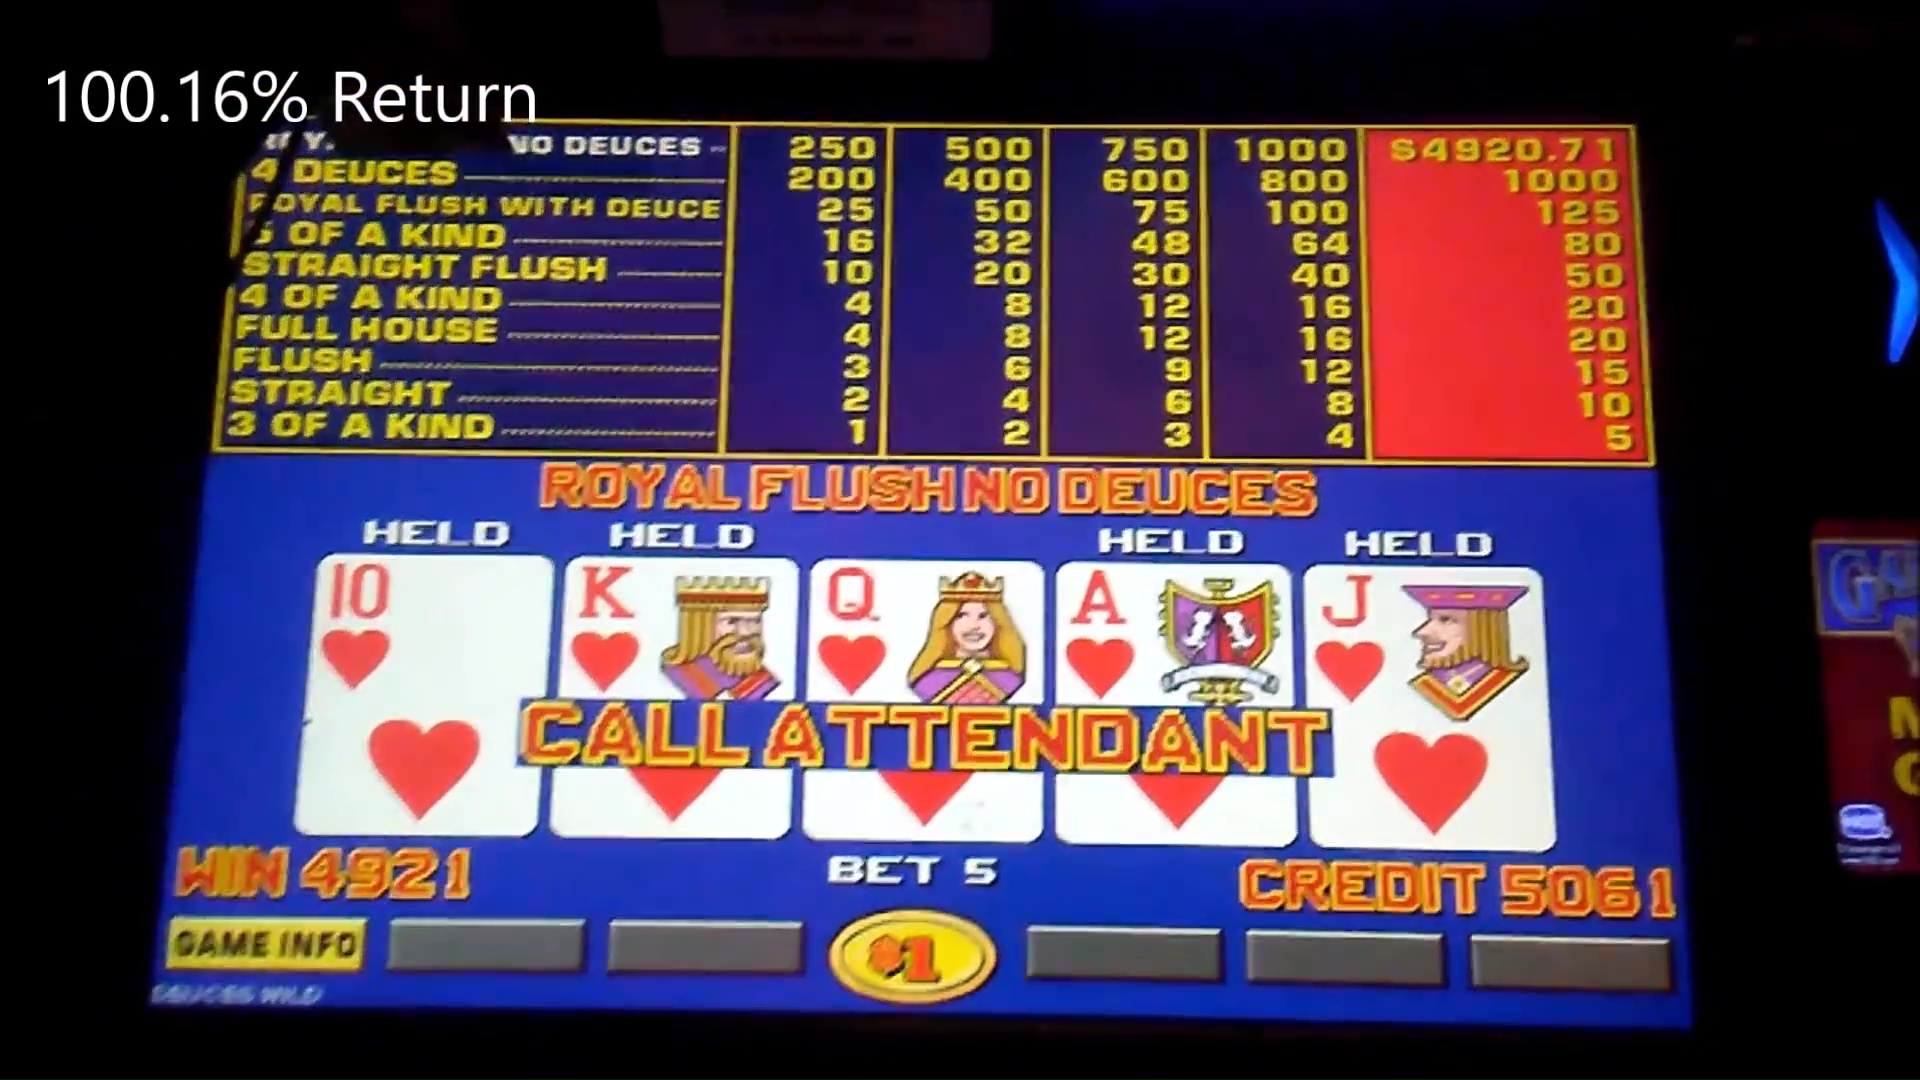 100.16% Return
NO DEUCES 250 500 750 1000 $4920.71
4 DEUCES 200 400 600 800 1000
ROYAL FLUSH WITH DEUCE 25 50 75 100 125
5 OF A KIND 16 32 48 64 80
STRAIGHT FLUSH 10 20 30 40 50
4 OF A KIND 4 8 12 16 20
FULL HOUSE 4 8 12 16 20
FLUSH 3 6 9 12 15
STRAIGHT 2 4 6 8 10
3 OF A KIND 1 2 3 4 5
ROYAL FLUSH NO DEUCES
HELD HELD HELD HELD
10 K Q A J
CALL ATTENDANT
WIN 4921 BET 5 CREDIT 5061
GAME INFO $1
DEUCES WILD